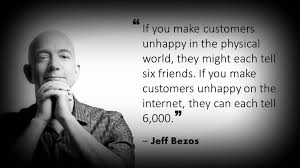 "If you make customers
unhappy in the physical
world, they might each tell
six friends. If you make
customers unhappy on the
internet, they can each tell
6,000."
~ Jeff Bezos